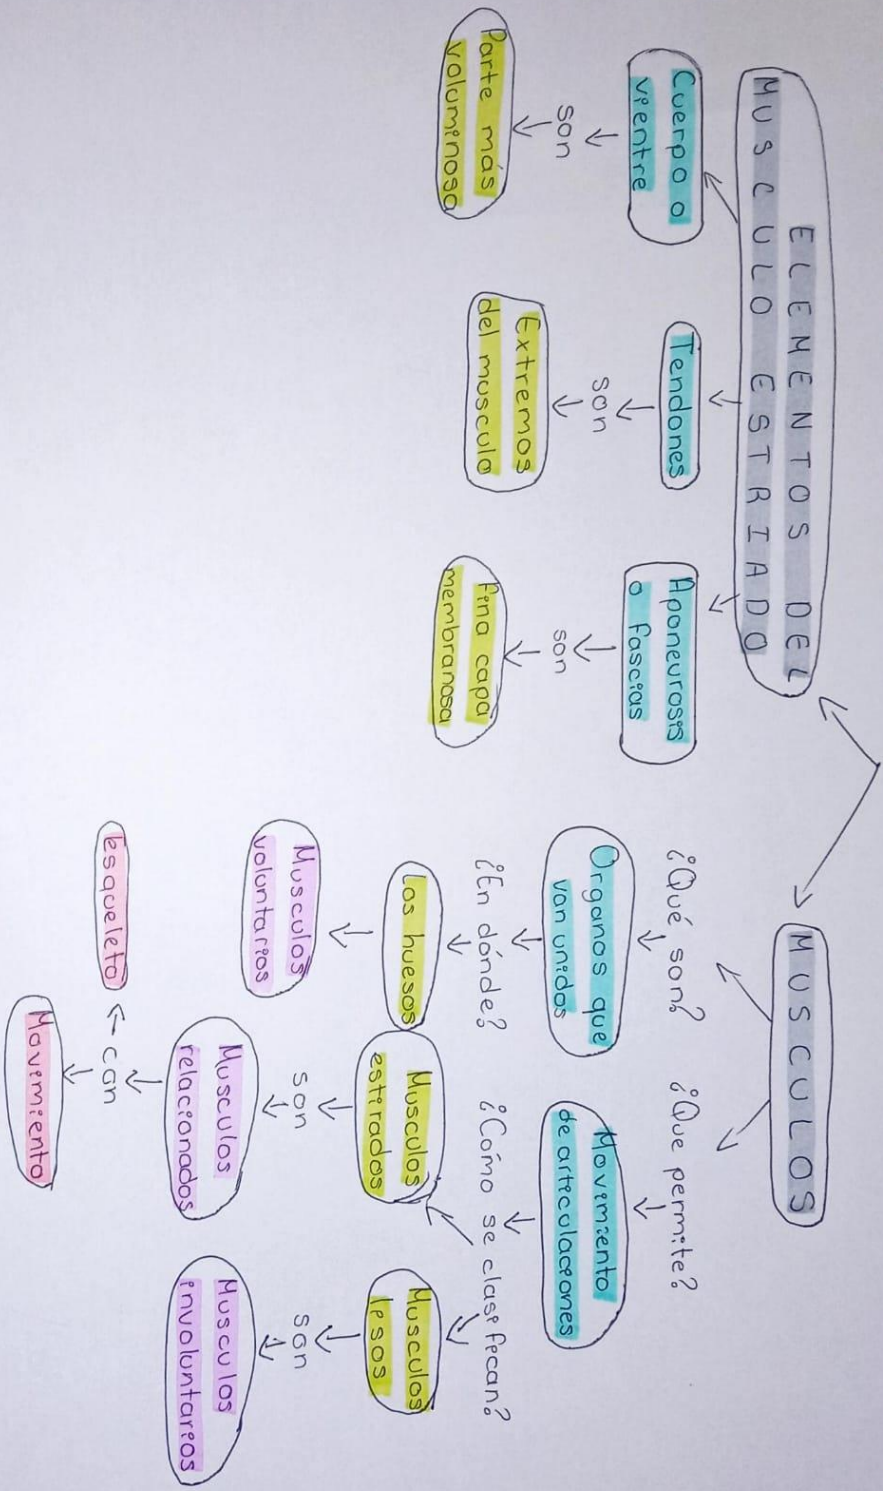 ELEMENTOS DEL
MUSCULO ESTRIADO
Cuerpo o
vientre
son
Parte más
voluminosa
Tendones
son
Extremos
del musculo
Aponeurosis
o fascias
son
Fina capa
membranosa
MUSCULOS
¿Qué son?
Organos que
van unidos
¿En dónde?
Los huesos
Musculos
voluntarios
¿Que permite?
Movimiento
de articulaciones
¿Cómo se clasifican?
Musculos
estirados
son
Musculos
relacionados
con
Esqueleto
Movimiento
Musculos
lisos
son
Musculos
involuntarios